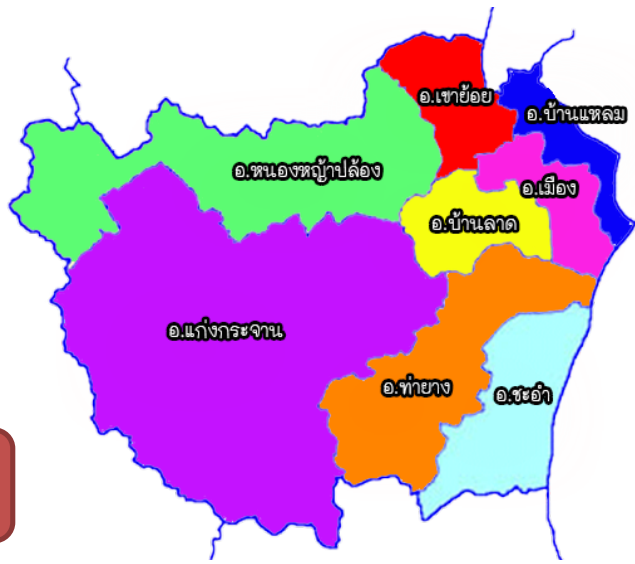 อ.เขาย้อย
อ.บ้านแหลม
อ.หนองหญ้าปล้อง
อ.เมือง
อ.บ้านลาด
อ.แก่งกระจาน
อ.ท่ายาง
อ.ชะอำ